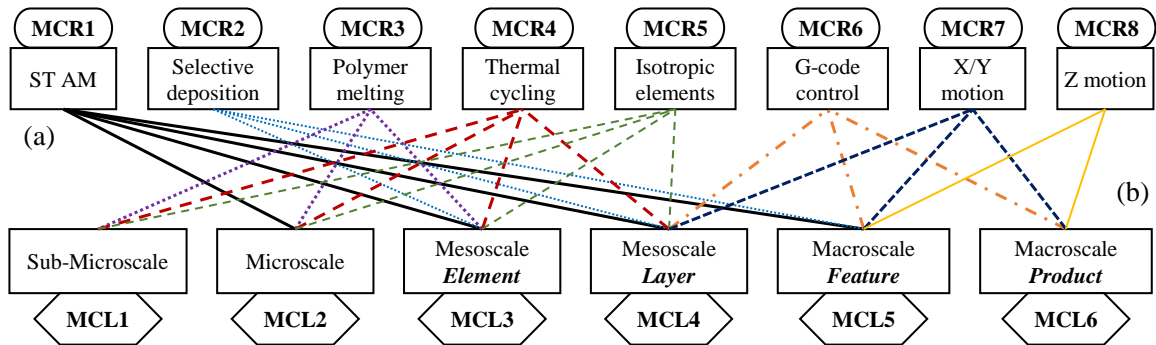 MCR1 MCR2 MCR3 MCR4 MCR5 MCR6 MCR7 MCR8
ST AM
Selective
deposition
Polymer
melting
Thermal
cycling
Isotropic
elements
G-code
control
X/Y
motion
Z motion
(a)
(b)
Sub-Microscale
Microscale
Mesoscale
Element
Mesoscale
Layer
Macroscale
Feature
Macroscale
Product
MCL1 MCL2 MCL3 MCL4 MCL5 MCL6